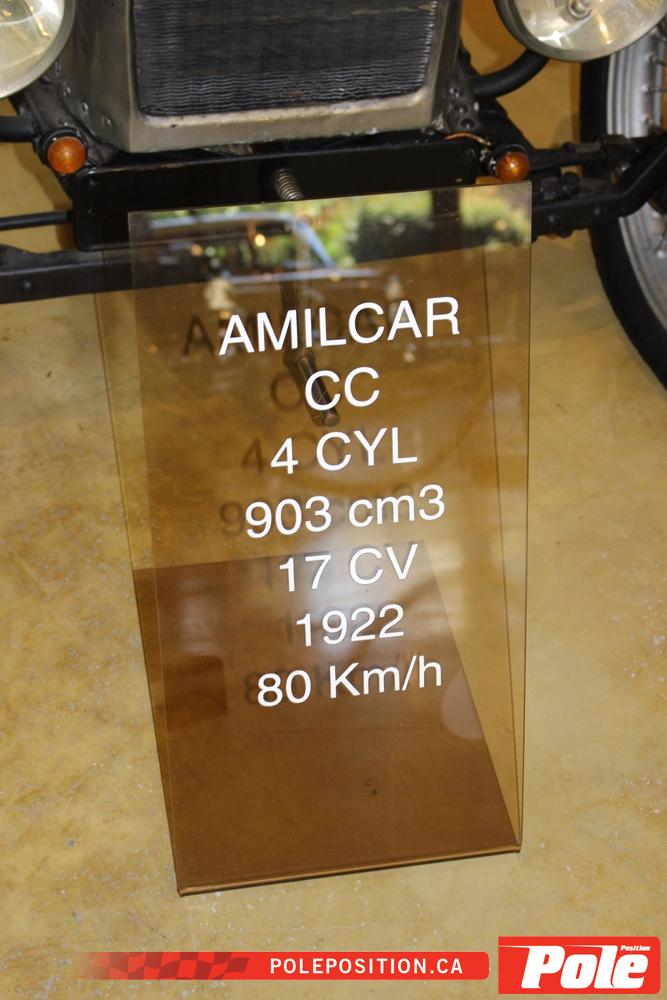 AMILCAR
CC
4 CYL
903 cm3
17 CV
1922
80 Km/h
POLEPOSITION.CA
Pole Position